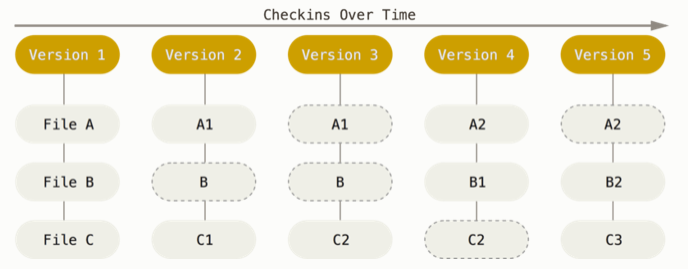 Checkins Over Time
Version 1 Version 2 Version 3 Version 4 Version 5
File A A1 A1 A2 A2
File B B B B1 B2
File C C1 C2 C2 C3